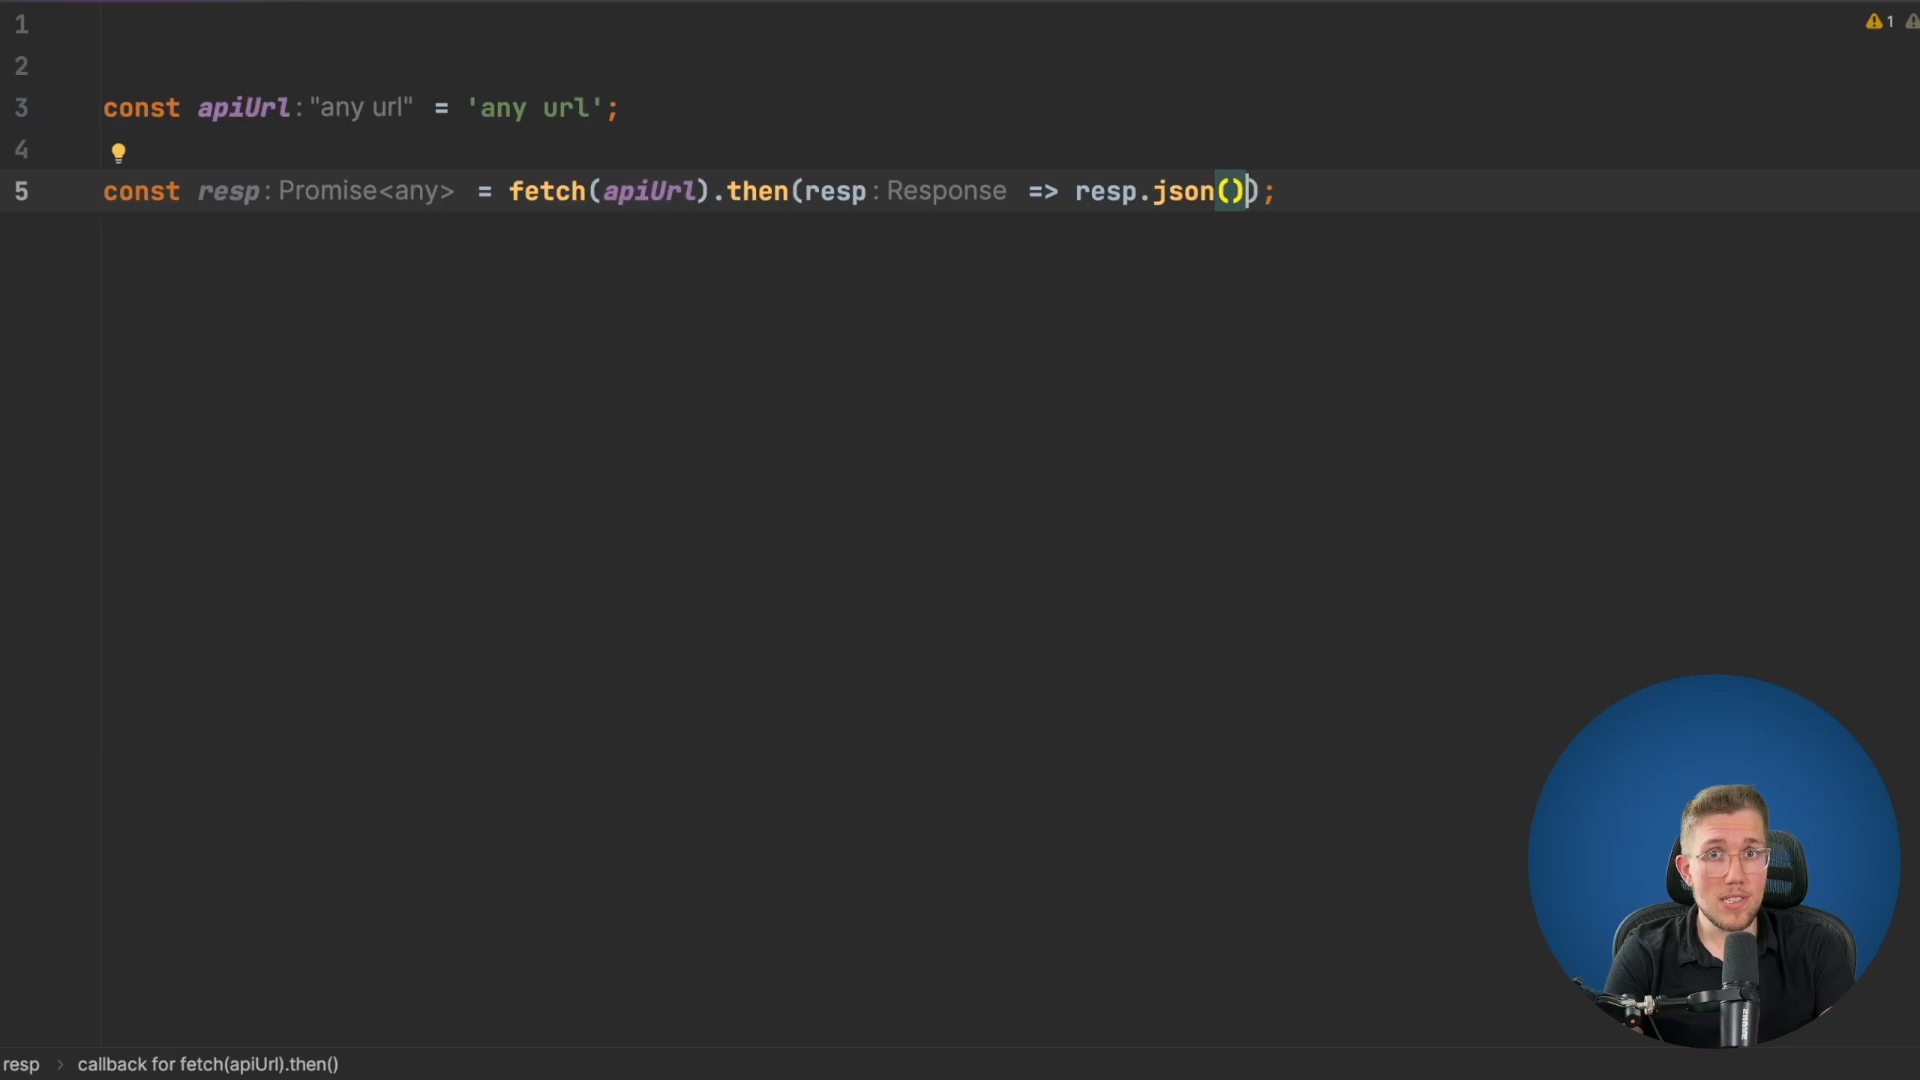 1
⚠ 1
2
3 const apiUrl: "any url" = 'any url';
4
5 const resp: Promise<any> = fetch(apiUrl).then(resp: Response => resp.json());
resp > callback for fetch(apiUrl).then()